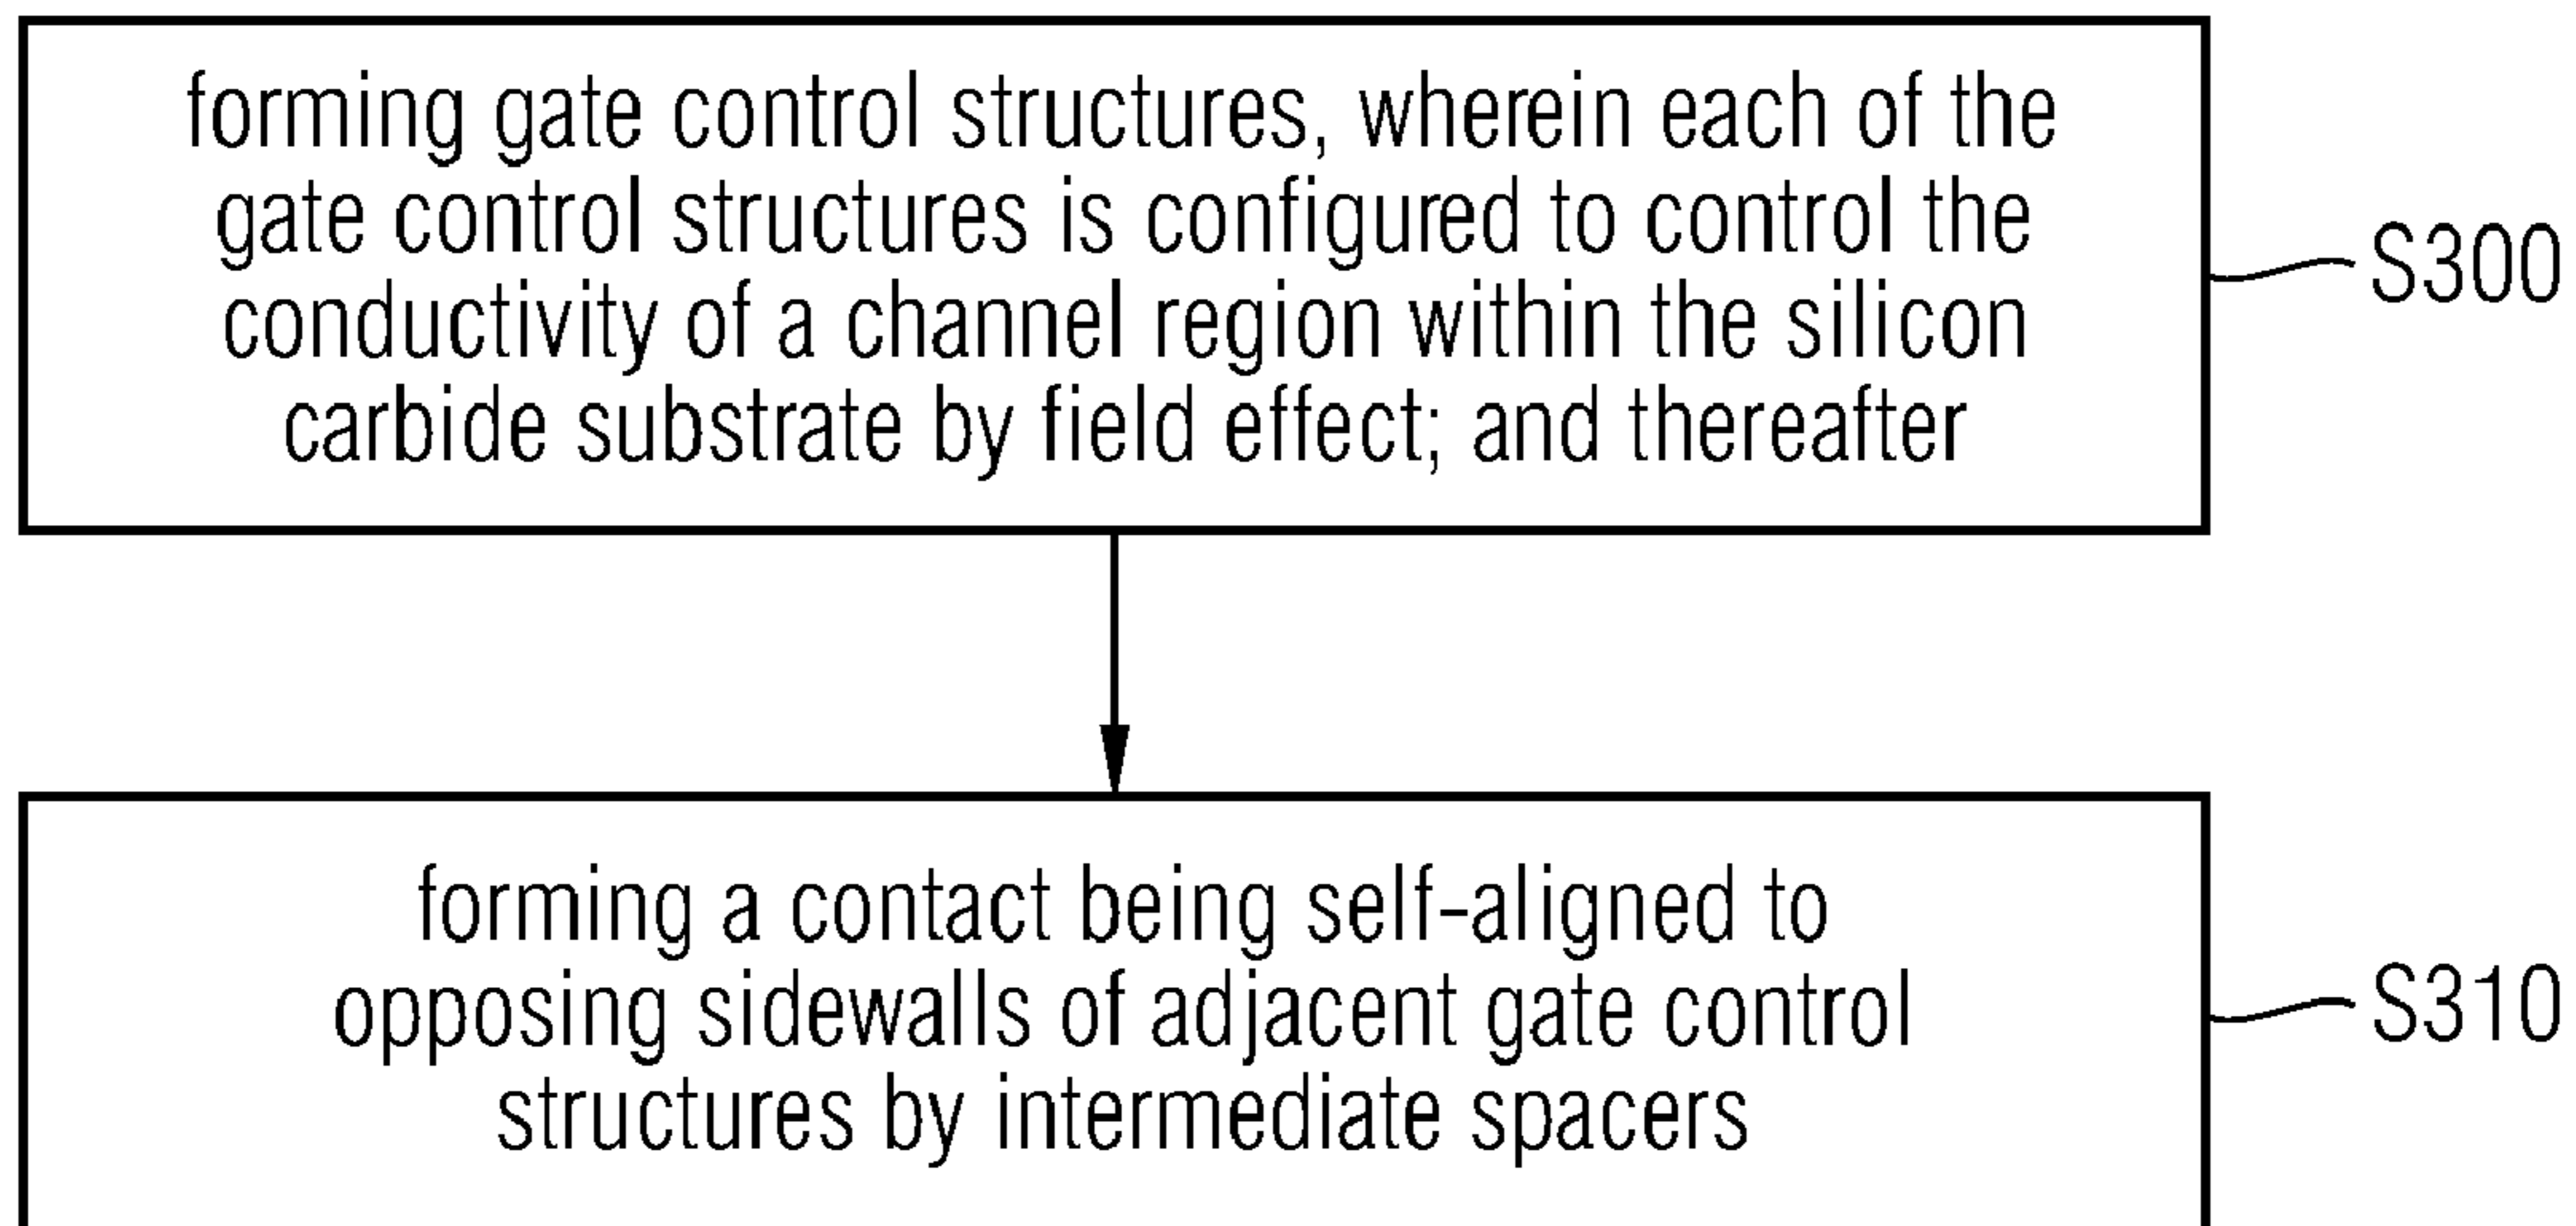 forming gate control structures, wherein each of the
gate control structures is configured to control the
conductivity of a channel region within the silicon
carbide substrate by field effect; and thereafter
S300
forming a contact being self-aligned to
opposing sidewalls of adjacent gate control
structures by intermediate spacers
S310